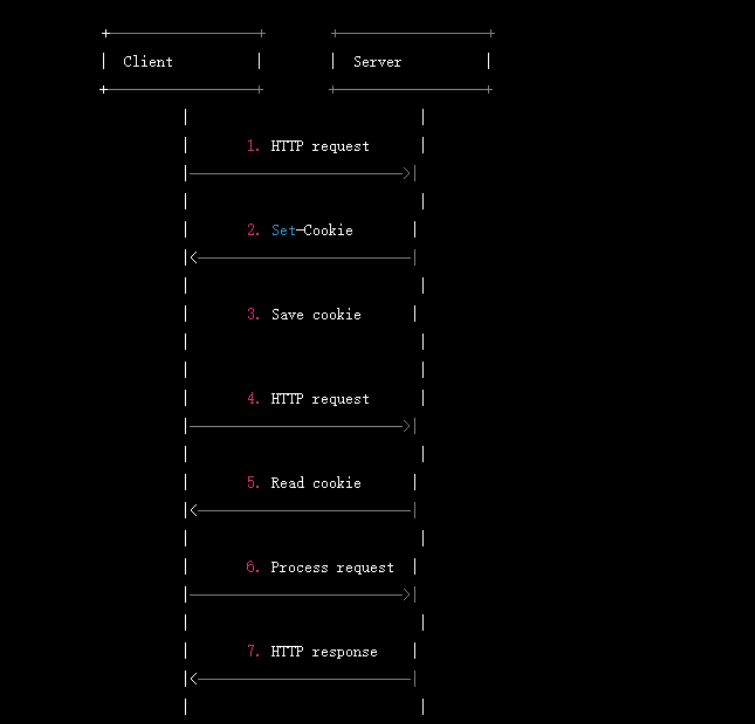 Client Server
1. HTTP request
2. Set-Cookie
3. Save cookie
4. HTTP request
5. Read cookie
6. Process request
7. HTTP response